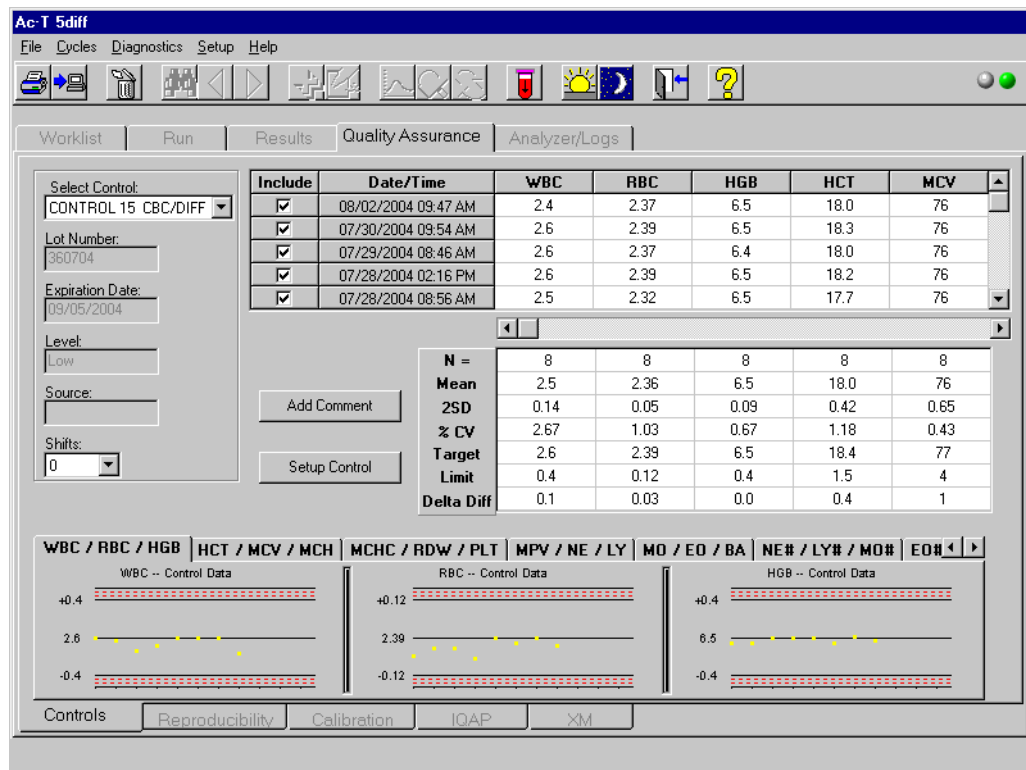 Ac·T 5diff
File Cycles Diagnostics Setup Help
Worklist Run Results Quality Assurance Analyzer/Logs
Select Control:
CONTROL 15 CBC/DIFF
Lot Number:
360704
Expiration Date:
09/05/2004
Level:
Low
Source:
Shifts:
0
Include Date/Time WBC RBC HGB HCT MCV
08/02/2004 09:47 AM 2.4 2.37 6.5 18.0 76
07/30/2004 09:54 AM 2.6 2.39 6.5 18.3 76
07/29/2004 08:46 AM 2.6 2.37 6.4 18.0 76
07/28/2004 02:16 PM 2.6 2.39 6.5 18.2 76
07/28/2004 08:56 AM 2.5 2.32 6.5 17.7 76
Add Comment
Setup Control
N = 8 8 8 8 8
Mean 2.5 2.36 6.5 18.0 76
2SD 0.14 0.05 0.09 0.42 0.65
% CV 2.67 1.03 0.67 1.18 0.43
Target 2.6 2.39 6.5 18.4 77
Limit 0.4 0.12 0.4 1.5 4
Delta Diff 0.1 0.03 0.0 0.4 1
WBC / RBC / HGB HCT / MCV / MCH MCHC / RDW / PLT MPV / NE / LY MO / EO / BA NE# / LY# / MO# EO#
WBC -- Control Data
+0.4
2.6
-0.4
RBC -- Control Data
+0.12
2.39
-0.12
HGB -- Control Data
+0.4
6.5
-0.4
Controls Reproducibility Calibration IQAP XM